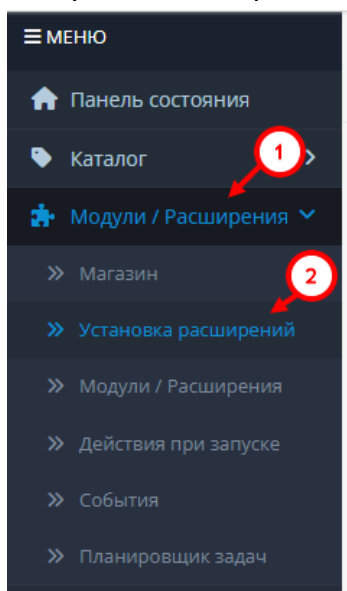 МЕНЮ
Панель состояния
Каталог
1
Модули / Расширения
Магазин
2
Установка расширений
Модули / Расширения
Действия при запуске
События
Планировщик задач